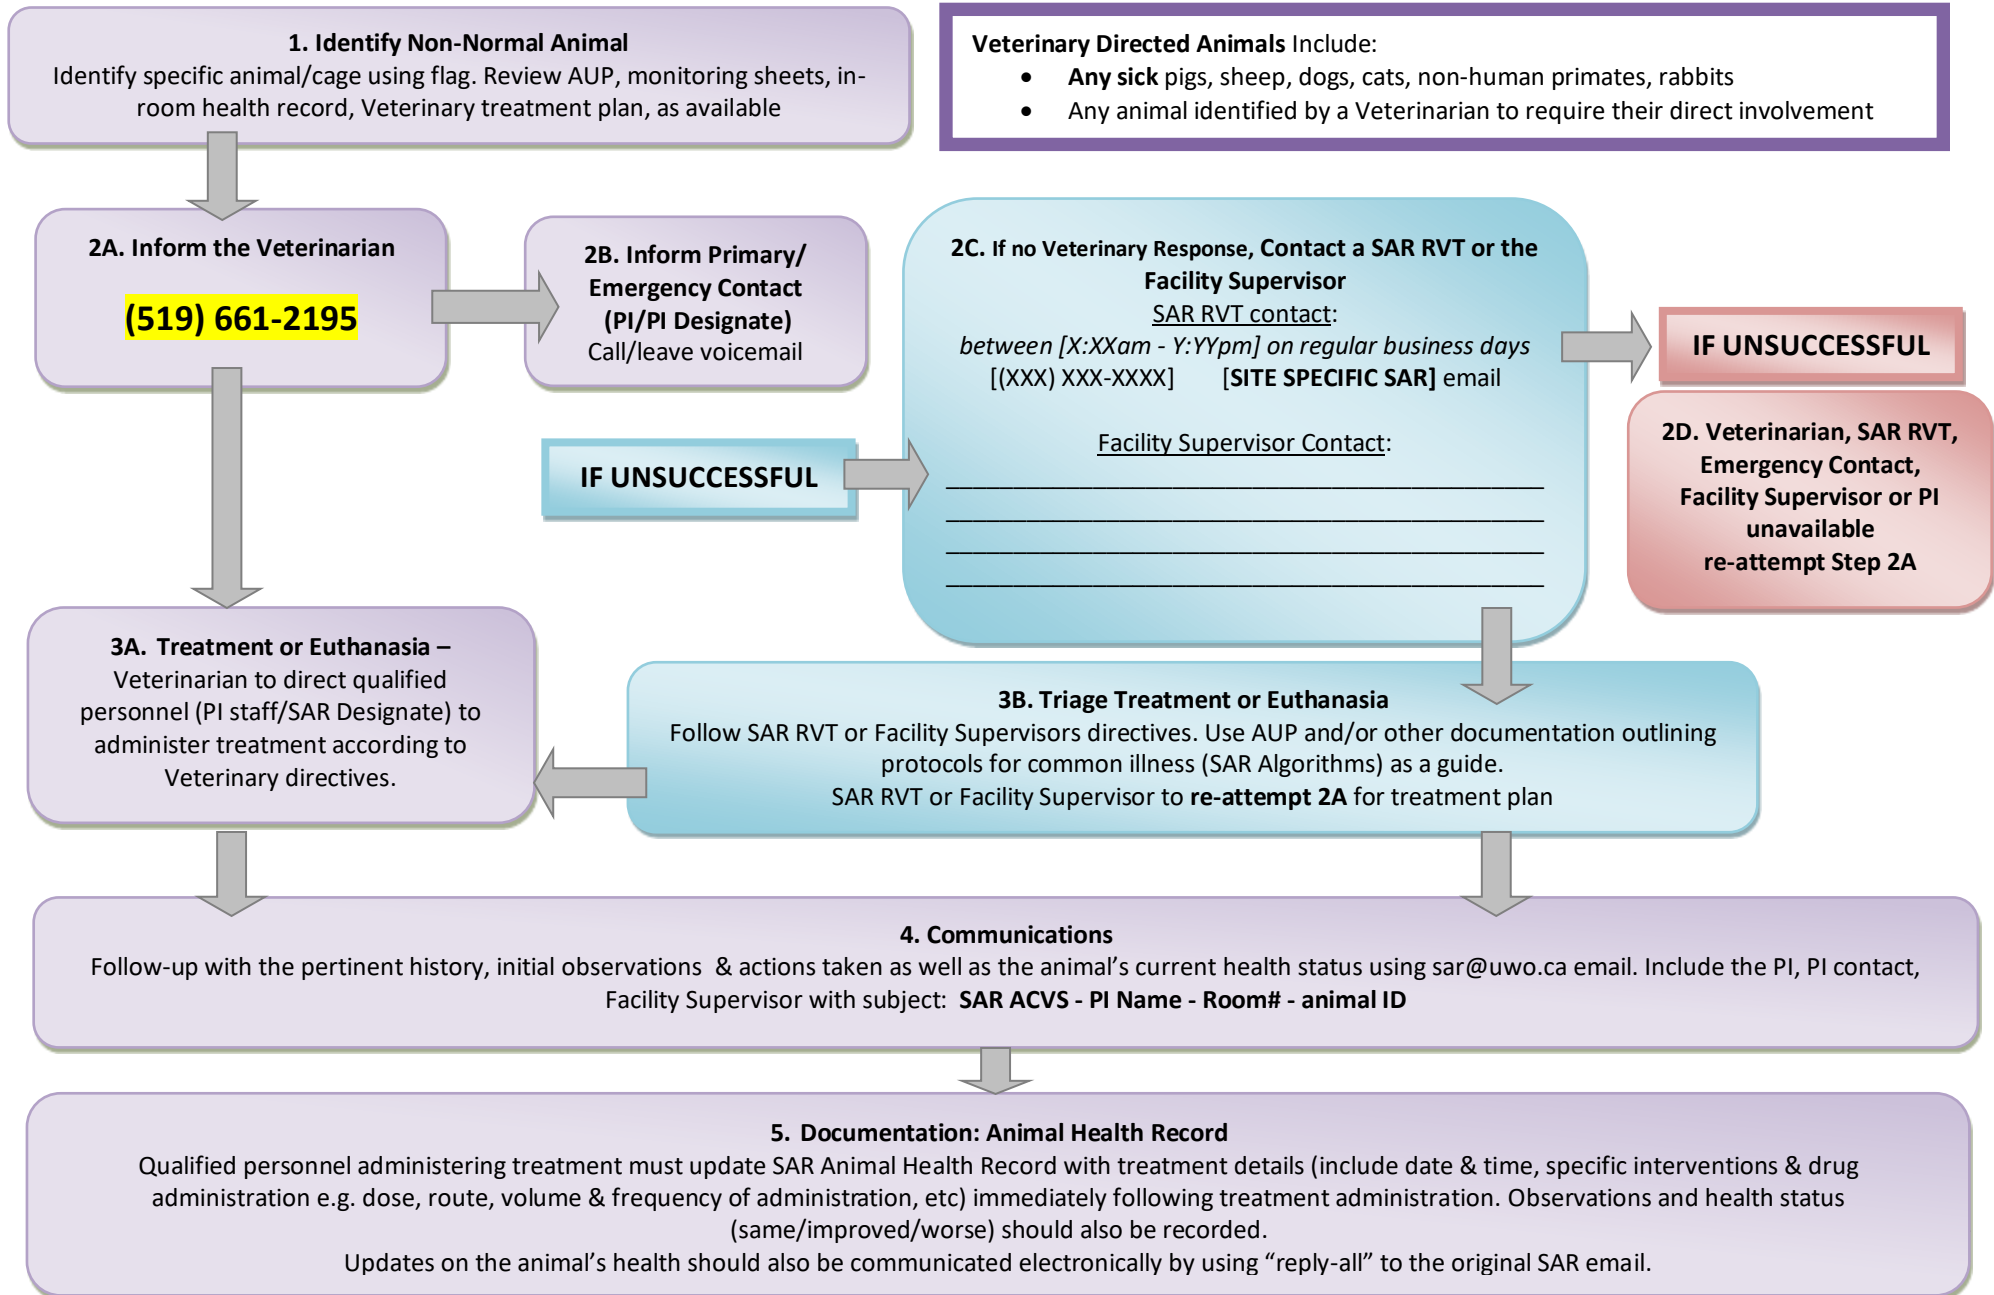 1. Identify Non-Normal Animal
Identify specific animal/cage using flag. Review AUP, monitoring sheets, in-
room health record, Veterinary treatment plan, as available
Veterinary Directed Animals Include:
• Any sick pigs, sheep, dogs, cats, non-human primates, rabbits
• Any animal identified by a Veterinarian to require their direct involvement
2A. Inform the Veterinarian
(519) 661-2195
2B. Inform Primary/
Emergency Contact
(PI/PI Designate)
Call/leave voicemail
2C. If no Veterinary Response, Contact a SAR RVT or the
Facility Supervisor
SAR RVT contact:
between [X:XXam - Y:YYpm] on regular business days
[(XXX) XXX-XXXX] [SITE SPECIFIC SAR] email
Facility Supervisor Contact:
IF UNSUCCESSFUL
IF UNSUCCESSFUL
2D. Veterinarian, SAR RVT,
Emergency Contact,
Facility Supervisor or PI
unavailable
re-attempt Step 2A
3A. Treatment or Euthanasia –
Veterinarian to direct qualified
personnel (PI staff/SAR Designate) to
administer treatment according to
Veterinary directives.
3B. Triage Treatment or Euthanasia
Follow SAR RVT or Facility Supervisors directives. Use AUP and/or other documentation outlining
protocols for common illness (SAR Algorithms) as a guide.
SAR RVT or Facility Supervisor to re-attempt 2A for treatment plan
4. Communications
Follow-up with the pertinent history, initial observations & actions taken as well as the animal's current health status using sar@uwo.ca email. Include the PI, PI contact,
Facility Supervisor with subject: SAR ACVS - PI Name - Room# - animal ID
5. Documentation: Animal Health Record
Qualified personnel administering treatment must update SAR Animal Health Record with treatment details (include date & time, specific interventions & drug
administration e.g. dose, route, volume & frequency of administration, etc) immediately following treatment administration. Observations and health status
(same/improved/worse) should also be recorded.
Updates on the animal's health should also be communicated electronically by using “reply-all” to the original SAR email.